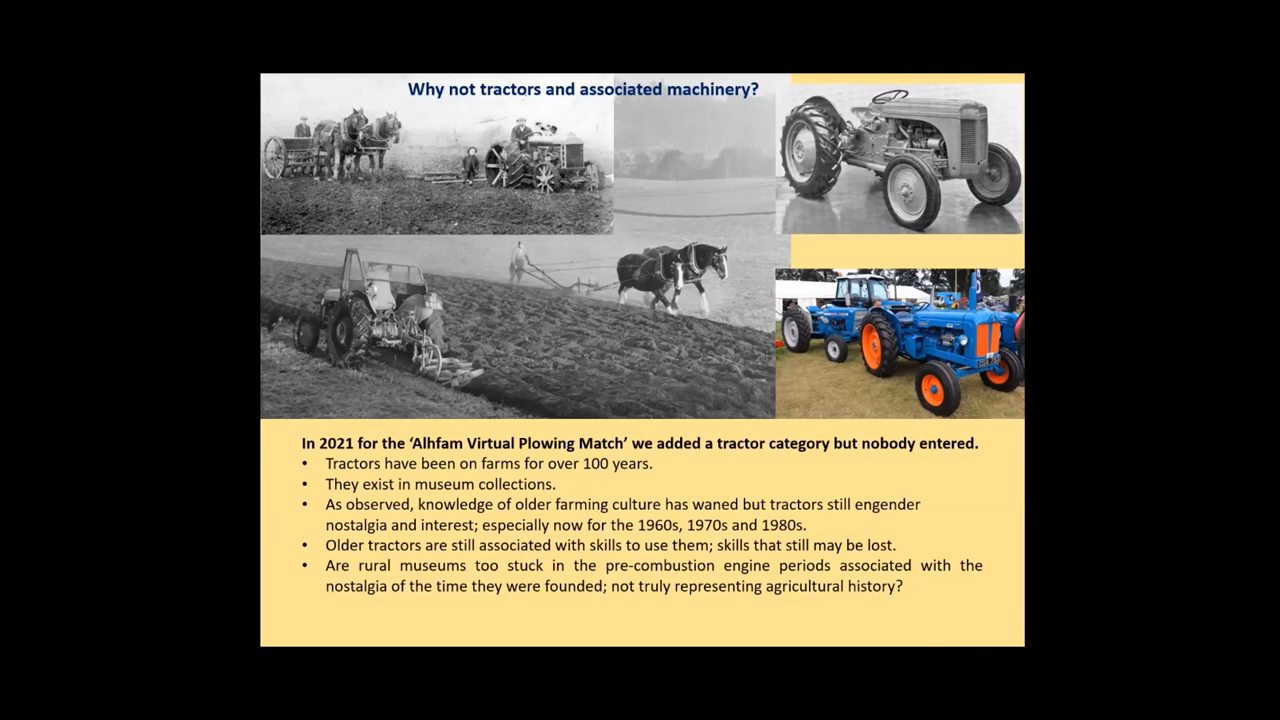 Why not tractors and associated machinery?
In 2021 for the ‘Alhfam Virtual Plowing Match’ we added a tractor category but nobody entered.
• Tractors have been on farms for over 100 years.
• They exist in museum collections.
• As observed, knowledge of older farming culture has waned but tractors still engender
nostalgia and interest; especially now for the 1960s, 1970s and 1980s.
• Older tractors are still associated with skills to use them; skills that still may be lost.
• Are rural museums too stuck in the pre-combustion engine periods associated with the
nostalgia of the time they were founded; not truly representing agricultural history?